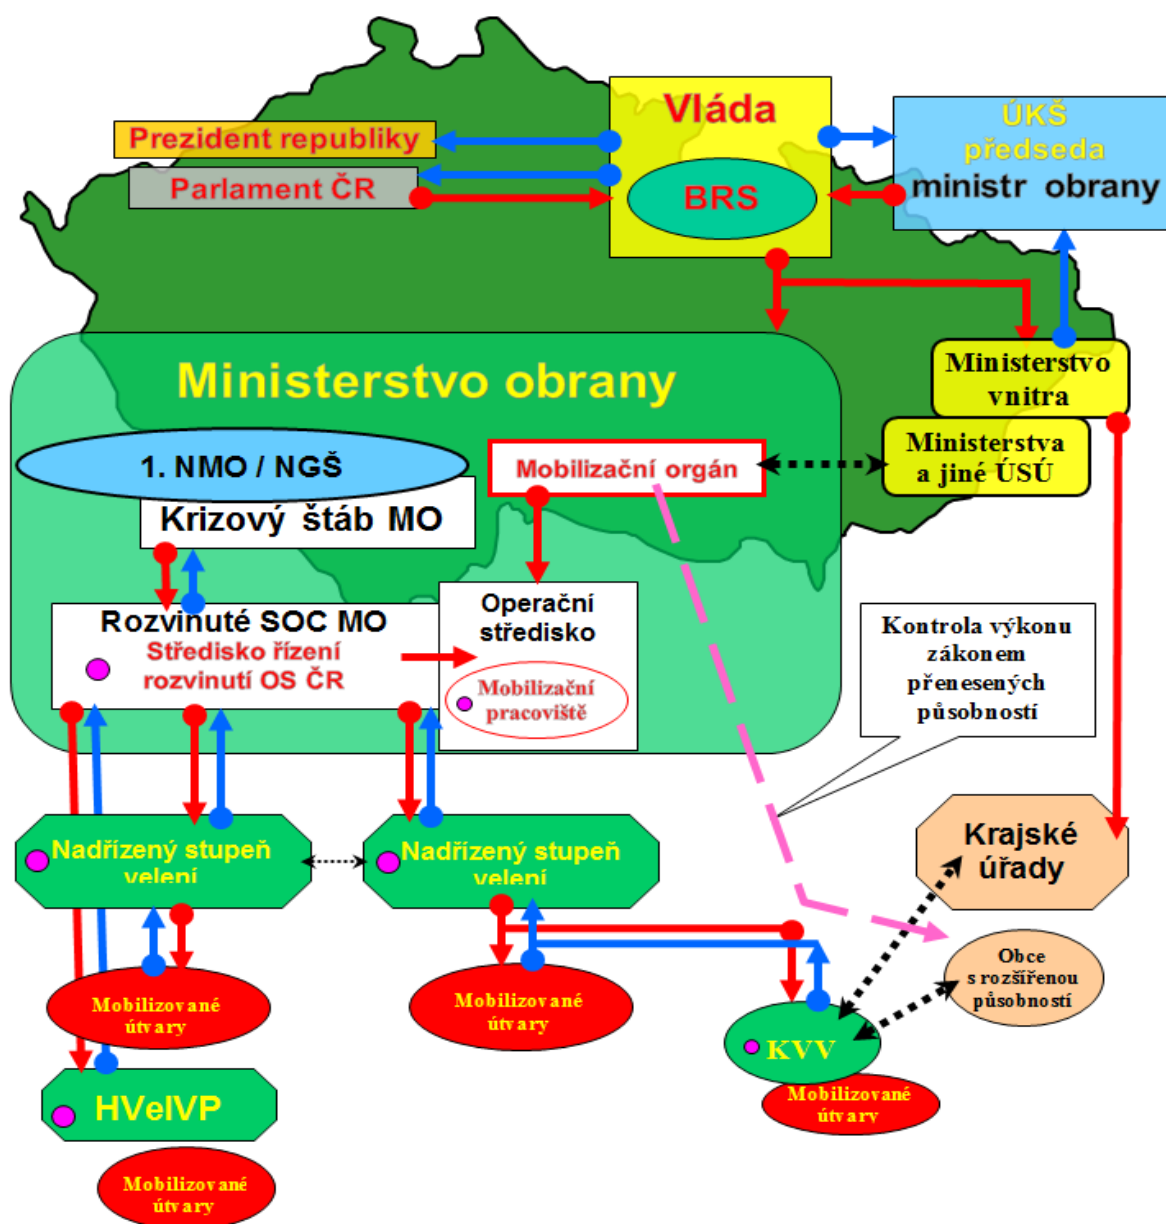 Vláda
BRS
Prezident republiky
Parlament ČR
ÚKŠ
předseda
ministr obrany
Ministerstvo obrany
Ministerstvo
vnitra
Ministerstva
a jiné ÚSÚ
1. NMO / NGŠ
Krizový štáb MO
Mobilizační orgán
Rozvinuté SOC MO
Středisko řízení
rozvinutí OS ČR
Operační
středisko
Mobilizační
pracoviště
Kontrola výkonu
zákonem
přenesených
působností
Nadřízený stupeň
velení
Nadřízený stupeň
velení
Krajské
úřady
Obce
s rozšířenou
působností
Mobilizované
útvary
Mobilizované
útvary
KVV
Mobilizované
útvary
HVelVP
Mobilizované
útvary